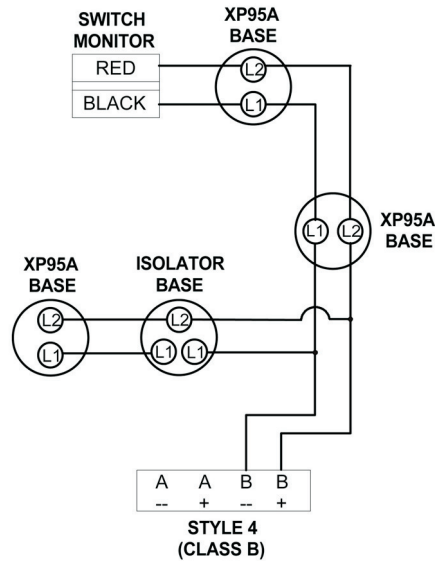 SWITCH
MONITOR
XP95A
BASE
RED
L2
BLACK
L1
L1
L2
XP95A
BASE
XP95A
BASE
ISOLATOR
BASE
L2
L2
L1
L1
L1
A
A
B
B
--
+
--
+
STYLE 4
(CLASS B)